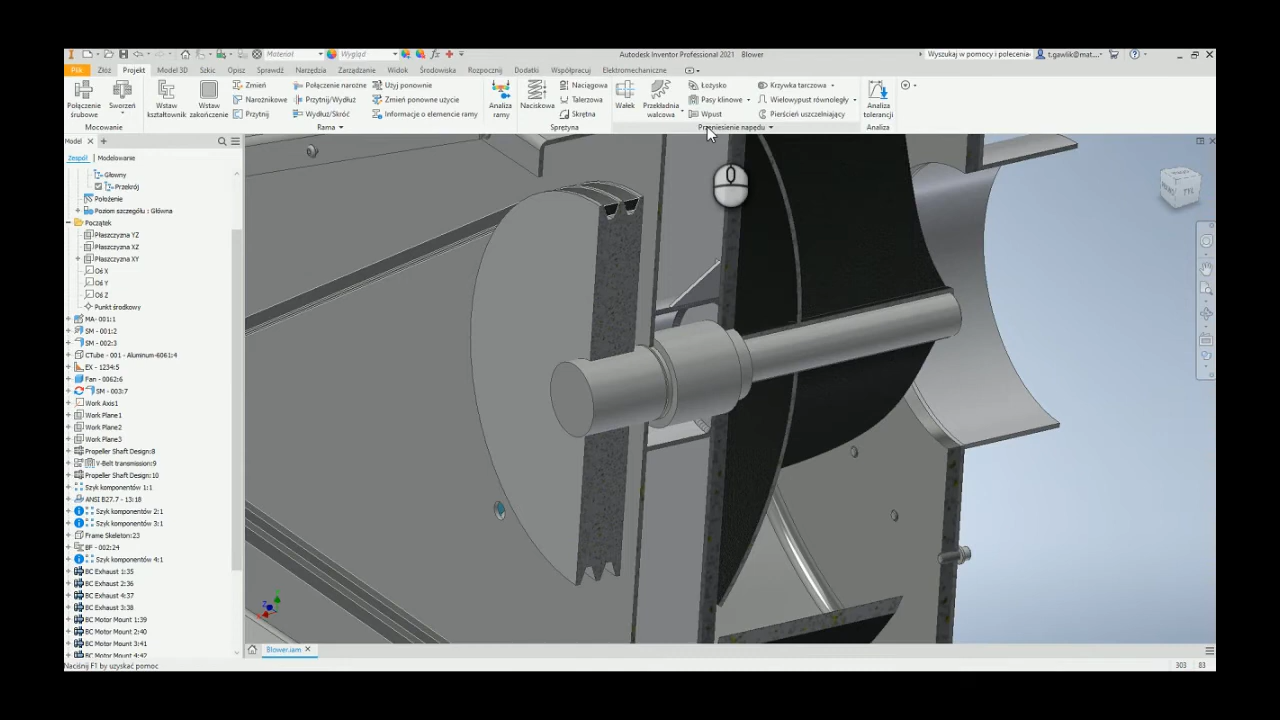 Materiał
Wygląd
Autodesk Inventor Professional 2021 Blower
Wyszukaj w pomocy i polecenia
t.gawlik@mat...
Plik Złóż Projekt Model 3D Szkic Opisz Sprawdź Narzędzia Zarządzanie Widok Środowiska Rozpocznij Dodatki Współpracuj Elektromechaniczne
Połączenie śrubowe
Sworzeń
Mocowanie
Wstaw kształtownik
Wstaw zakończenie
Zmień
Narożnikowe
Przytnij
Połączenie narożne
Przytnij/Wydłuż
Wydłuż/Skróć
Użyj ponownie
Zmień ponowne użycie
Informacje o elemencie ramy
Rama
Analiza ramy
Naciskowa
Naciągowa
Talerzowa
Skrętna
Sprężyna
Wałek
Przekładnia walcowa
Łożysko
Pasy klinowe
Wpust
Krzywka tarczowa
Wielowypust równoległy
Pierścień uszczelniający
Przeniesienie napędu
Analiza tolerancji
Analiza
Model
Zespół Modelowanie
Główny
Przekrój
Położenie
Poziom szczegółu : Główna
Początek
Płaszczyzna YZ
Płaszczyzna XZ
Płaszczyzna XY
Oś X
Oś Y
Oś Z
Punkt środkowy
MA- 001:1
SM - 001:2
SM - 002:3
CTube - 001 - Aluminum-6061:4
EX - 1234:5
Fan - 0062:6
SM - 003:7
Work Axis1
Work Plane1
Work Plane2
Work Plane3
Propeller Shaft Design:8
V-Belt transmission:9
Propeller Shaft Design:10
Szyk komponentów 1:1
ANSI B27.7 - 13:18
Szyk komponentów 2:1
Szyk komponentów 3:1
Frame Skeleton:23
BF - 002:24
Szyk komponentów 4:1
BC Exhaust 1:35
BC Exhaust 2:36
BC Exhaust 4:37
BC Exhaust 3:38
BC Motor Mount 1:39
BC Motor Mount 2:40
BC Motor Mount 3:41
BC Motor Mount 4:42
Blower.iam
Naciśnij F1 by uzyskać pomoc
303 83